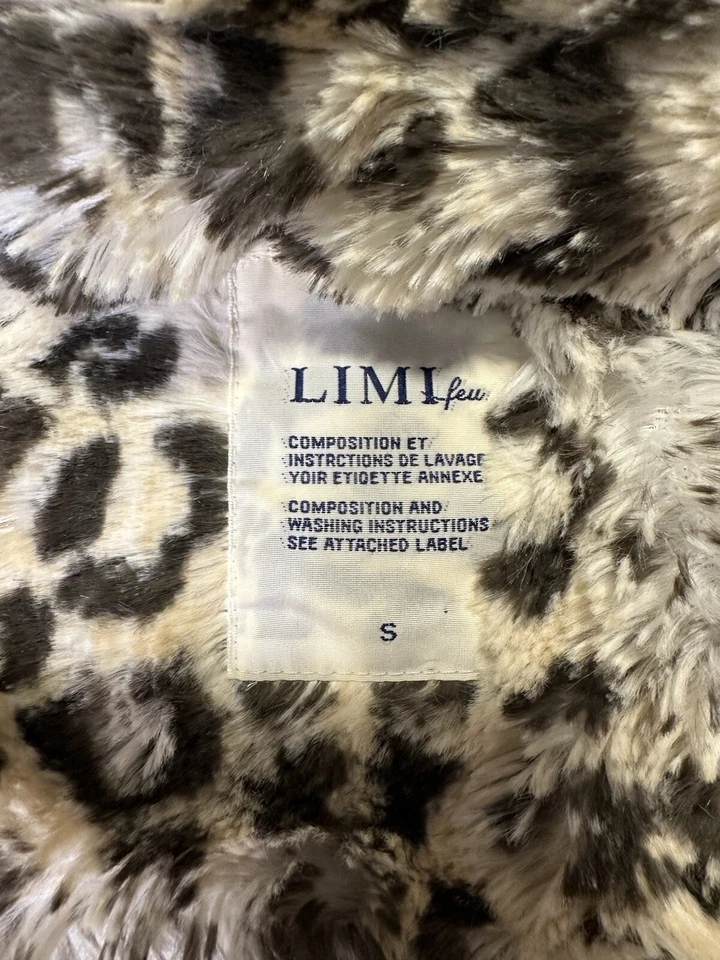 LIMI feu
COMPOSITION ET
INSTRCTIONS DE LAVAGE
YOIR ETIQETTE ANNEXE
COMPOSITION AND
WASHING INSTRUCTIONS
SEE ATTACHED LABEL
S